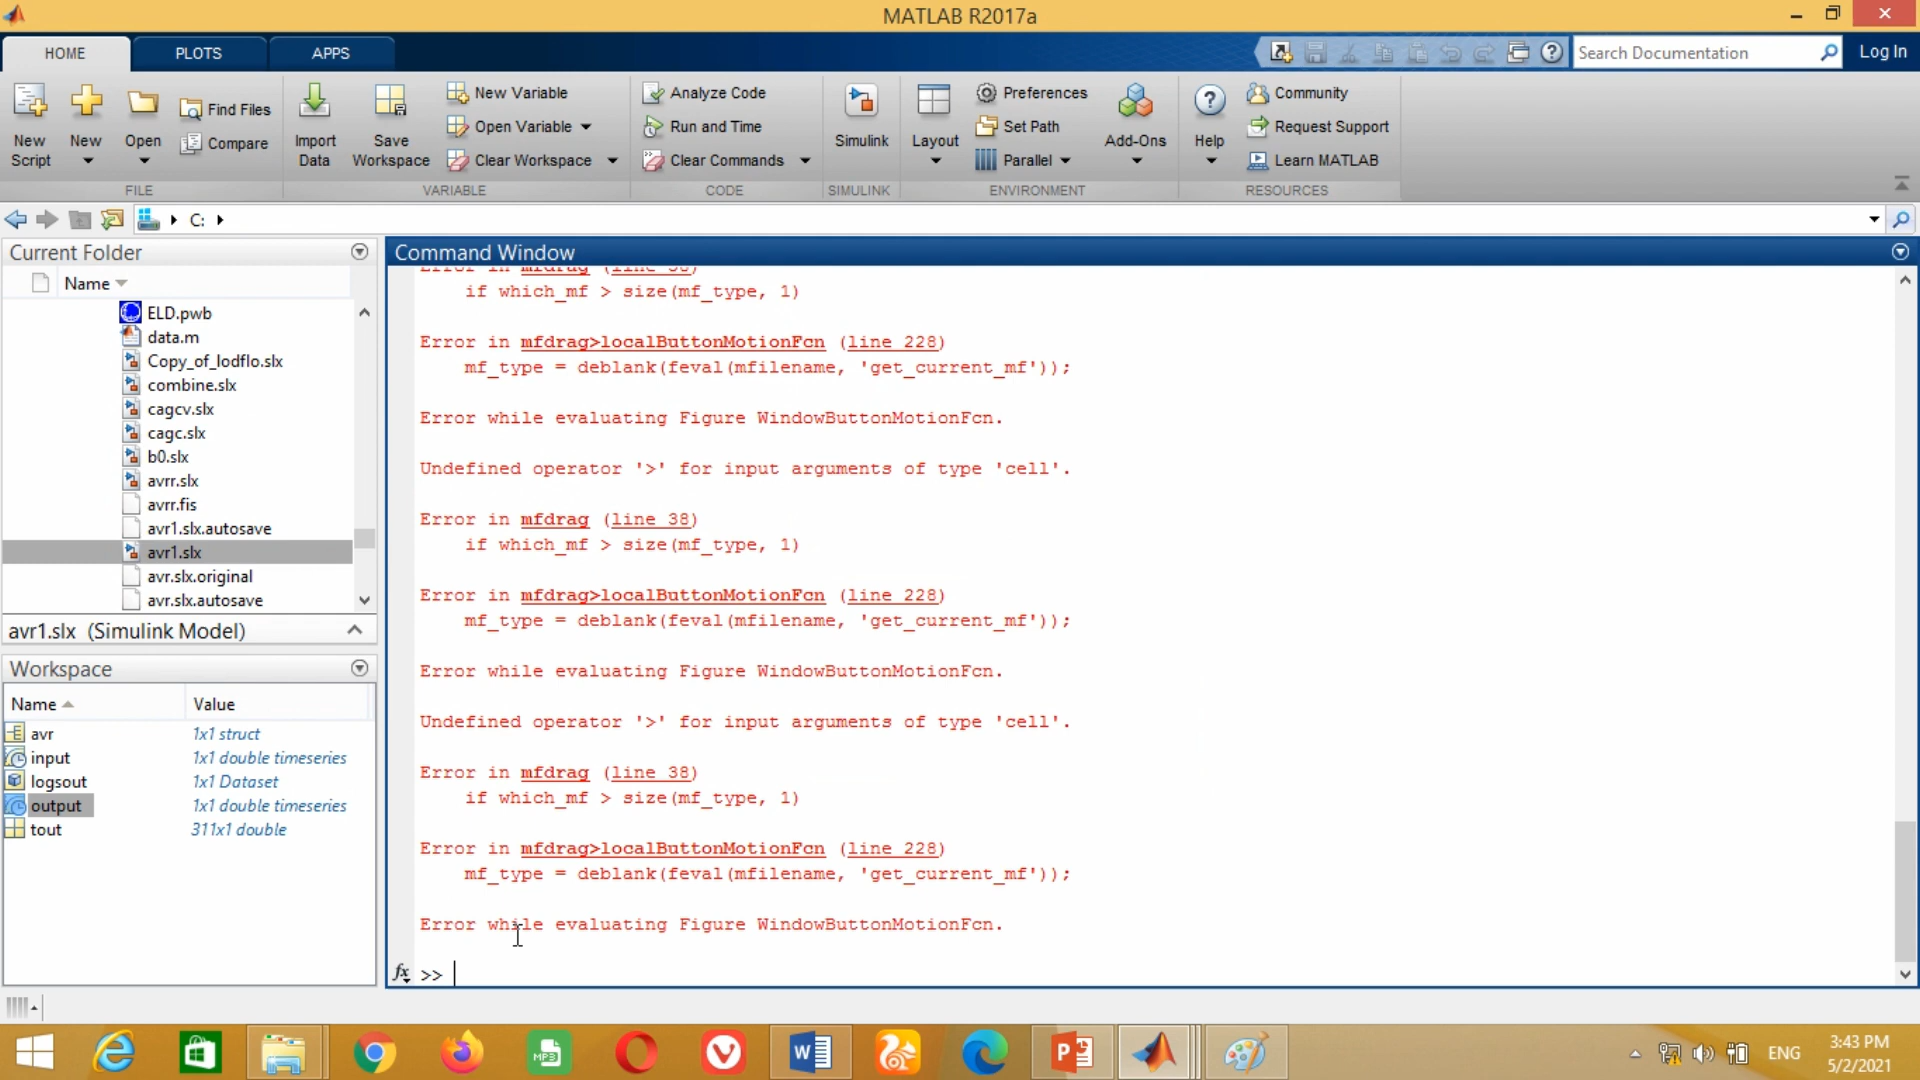 MATLAB R2017a
HOME
PLOTS
APPS
Search Documentation
Log In
New Script
New
Open
Find Files
Compare
Import Data
Save Workspace
New Variable
Open Variable
Clear Workspace
Analyze Code
Run and Time
Clear Commands
Simulink
Layout
Preferences
Set Path
Parallel
Add-Ons
Help
Community
Request Support
Learn MATLAB
FILE
VARIABLE
CODE
SIMULINK
ENVIRONMENT
RESOURCES
C:
Current Folder
Name
ELD.pwb
data.m
Copy_of_lodflo.slx
combine.slx
cagcv.slx
cagc.slx
b0.slx
avrr.slx
avrr.fis
avr1.slx.autosave
avr1.slx
avr.slx.original
avr.slx.autosave
avr1.slx (Simulink Model)
Workspace
Name Value
avr 1x1 struct
input 1x1 double timeseries
logsout 1x1 Dataset
output 1x1 double timeseries
tout 311x1 double
Command Window
Error in mfdrag (line 38)
if which_mf > size(mf_type, 1)
Error in mfdrag>localButtonMotionFcn (line 228)
mf_type = deblank(feval(mfilename, 'get_current_mf'));
Error while evaluating Figure WindowButtonMotionFcn.
Undefined operator '>' for input arguments of type 'cell'.
Error in mfdrag (line 38)
if which_mf > size(mf_type, 1)
Error in mfdrag>localButtonMotionFcn (line 228)
mf_type = deblank(feval(mfilename, 'get_current_mf'));
Error while evaluating Figure WindowButtonMotionFcn.
Undefined operator '>' for input arguments of type 'cell'.
Error in mfdrag (line 38)
if which_mf > size(mf_type, 1)
Error in mfdrag>localButtonMotionFcn (line 228)
mf_type = deblank(feval(mfilename, 'get_current_mf'));
Error while evaluating Figure WindowButtonMotionFcn.
fx >>
MP3
ENG
3:43 PM
5/2/2021